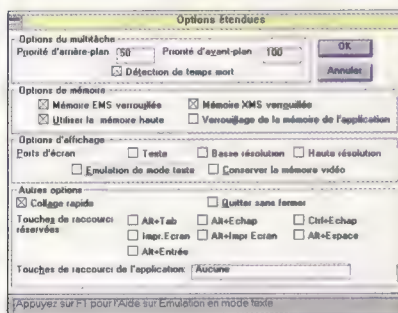 Options étendues
Options du multitâche
Priorité d'arrière-plan 50 Priorité d'avant-plan 100 OK
Détection de temps mort Annuler
Options de mémoire
Mémoire EMS verrouillée Mémoire XMS verrouillée
Utiliser la mémoire haute Verrouillage de la mémoire de l'application
Options d'affichage
Ports d'écran Texte Basse résolution Haute résolution
Emulation de mode texte Conserver la mémoire vidéo
Autres options
Collage rapide Quitter sans fermer
Touches de raccourci Alt+Tab Alt+Echap Ctrl+Echap
réservées Impr.Ecran Alt+Impr Ecran Alt+Espace
Alt+Entrée
Touches de raccourci de l'application: Aucune
Appuyez sur F1 pour l'Aide sur Emulation en mode texte